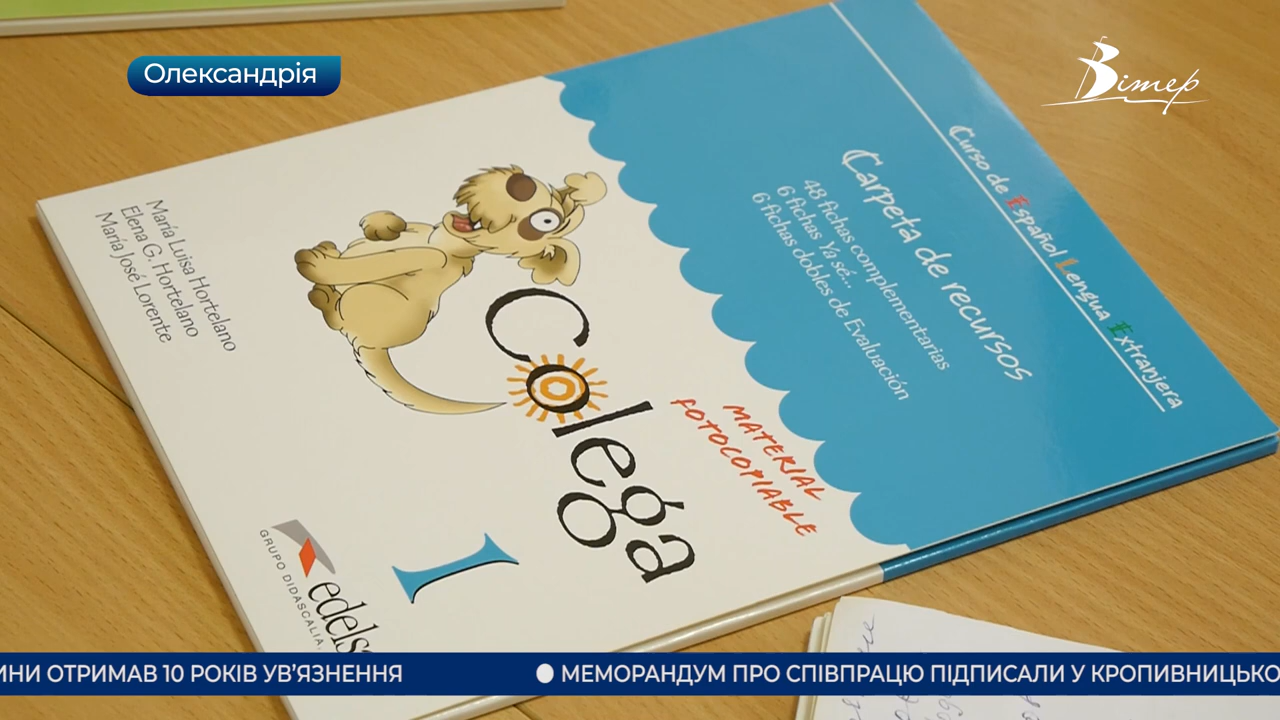 Олександрія
Вітер
Curso de Español Lengua Extranjera
Carpeta de recursos
48 fichas complementarias
6 fichas Ya sé...
6 fichas dobles de Evaluación
María Luisa Hortelano
Elena G. Hortelano
María José Lorente
Colega
MATERIAL
FOTOCOPIABLE
1
GRUPO DIDASCALIA,
edels
ИНИ ОТРИМАВ 10 РОКІВ УВ’ЯЗНЕННЯ
МЕМОРАНДУМ ПРО СПІВПРАЦЮ ПІДПИСАЛИ У КРОПИВНИЦЬКО